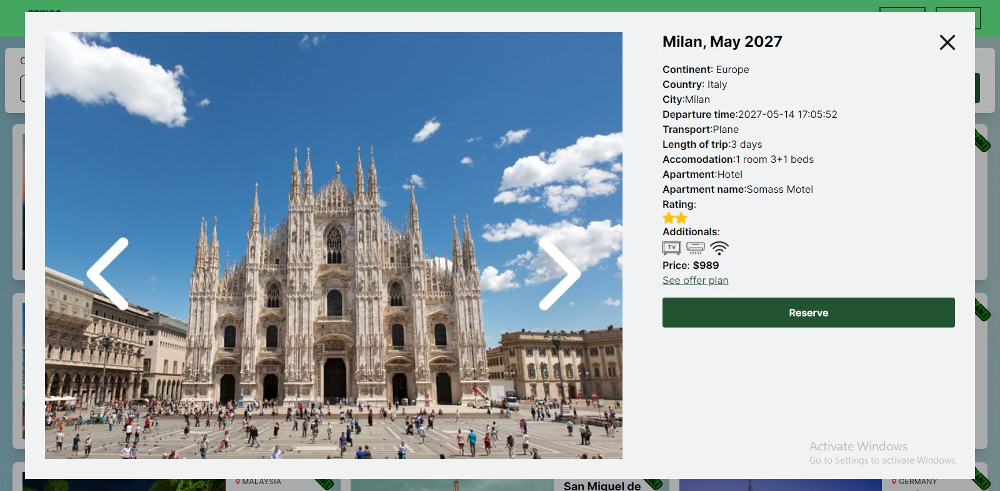 Milan, May 2027
Continent: Europe
Country: Italy
City:Milan
Departure time:2027-05-14 17:05:52
Transport:Plane
Length of trip:3 days
Accomodation:1 room 3+1 beds
Apartment:Hotel
Apartment name:Somass Motel
Rating:
Additionals:
TV
Price: $989
See offer plan
Reserve
Activate Windows
Go to Settings to activate Windows.
MALAYSIA
San Miguel de
GERMANY